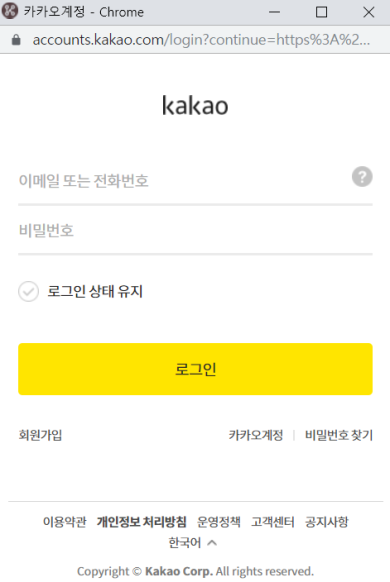 카카오계정 - Chrome
accounts.kakao.com/login?continue=https%3A%2...
kakao
이메일 또는 전화번호
?
비밀번호
로그인 상태 유지
로그인
회원가입 카카오계정 | 비밀번호 찾기
이용약관 개인정보 처리방침 운영정책 고객센터 공지사항
한국어
Copyright © Kakao Corp. All rights reserved.